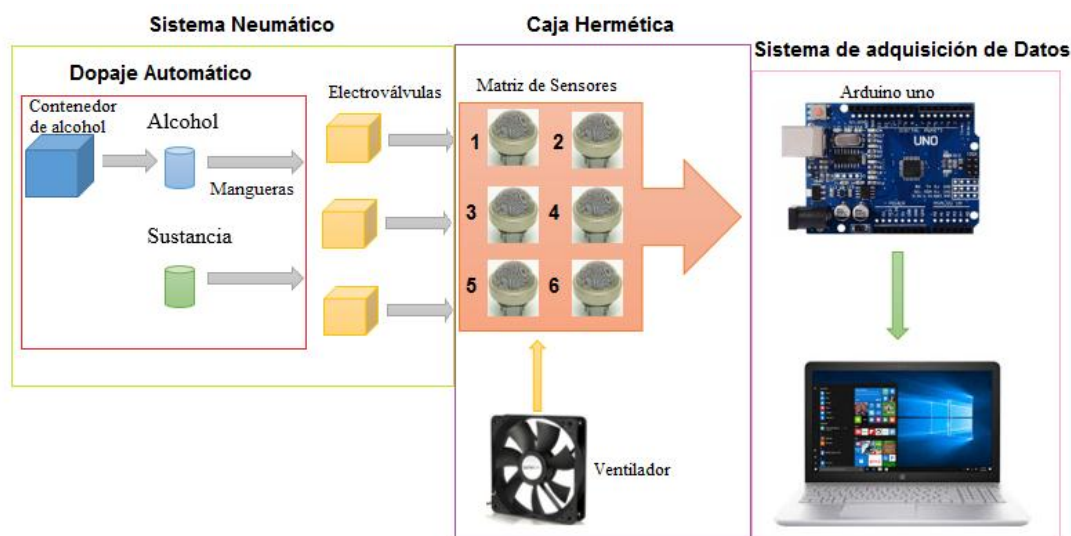 Sistema Neumático
Caja Hermética
Sistema de adquisición de Datos
Dopaje Automático
Contenedor
de alcohol
Alcohol
Mangueras
Sustancia
Electroválvulas
Matriz de Sensores
1
2
3
4
5
6
Ventilador
Arduino uno
UNO